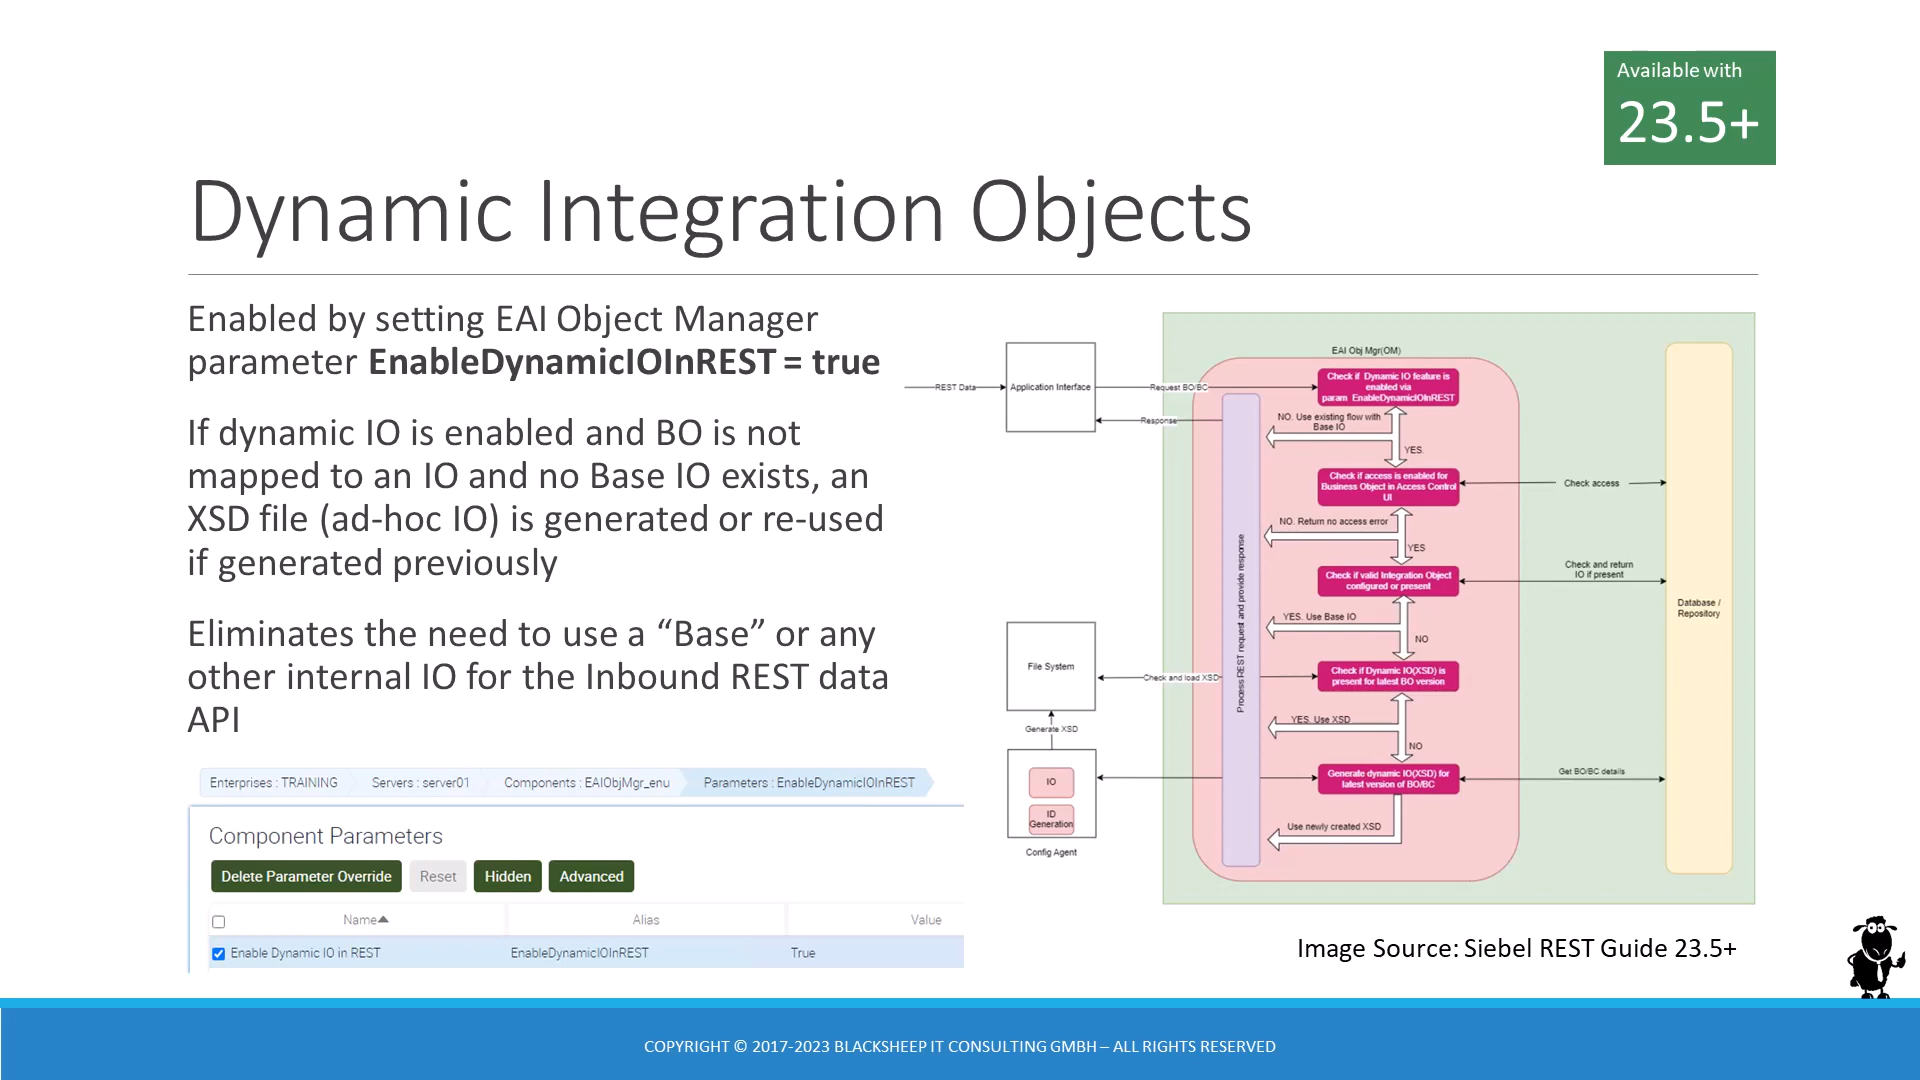 Available with
23.5+
Dynamic Integration Objects
Enabled by setting EAI Object Manager
parameter EnableDynamicIOInREST = true
If dynamic IO is enabled and BO is not
mapped to an IO and no Base IO exists, an
XSD file (ad-hoc IO) is generated or re-used
if generated previously
Eliminates the need to use a “Base” or any
other internal IO for the Inbound REST data
API
Enterprises : TRAINING
Servers : server01
Components : EAIObjMgr_enu
Parameters : EnableDynamicIOInREST
Component Parameters
Delete Parameter Override
Reset
Hidden
Advanced
Name
Alias
Value
Enable Dynamic IO in REST
EnableDynamicIOInREST
True
EAI Obj Mgr(OM)
REST Data
Application Interface
Request BO/BC
Response
Check if Dynamic IO feature is
enabled via
param EnableDynamicIOInREST
NO. Use existing flow with
Base IO
YES.
Check if access is enabled for
Business Object in Access Control
UI
Check access
NO. Return no access error
YES
Check if valid Integration Object
configured or present
Check and return
IO if present
Database /
Repository
YES. Use Base IO
NO
Process REST request and provide response
File System
Check and load XSD
Check if Dynamic IO(XSD) is
present for latest BO version
YES. Use XSD
NO
Generate XSD
IO
ID
Generation
Config Agent
Generate dynamic IO(XSD) for
latest version of BO/BC
Get BO/BC details
Use newly created XSD
Image Source: Siebel REST Guide 23.5+
COPYRIGHT © 2017-2023 BLACKSHEEP IT CONSULTING GMBH – ALL RIGHTS RESERVED